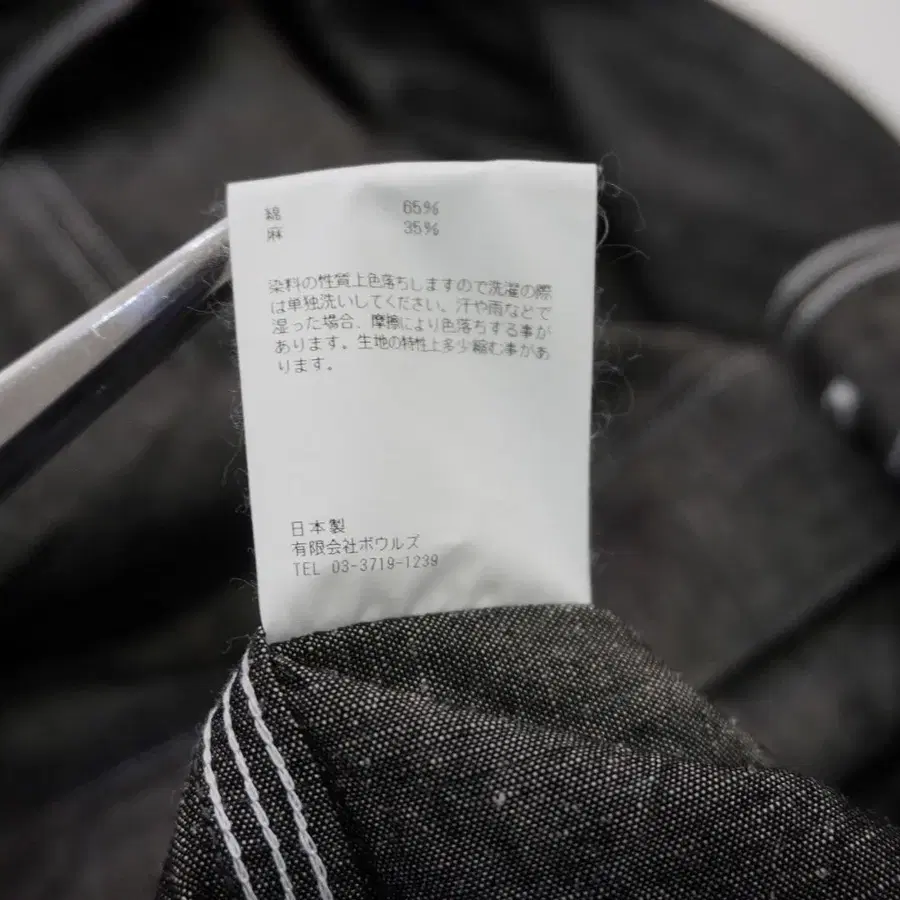 綿 65%
麻 35%
染料の性質上色落ちしますので洗濯の際
は単独洗いしてください。汗や雨などで
湿った場合、摩擦により色落ちする事が
あります。生地の特性上多少縮む事があ
ります。
日本製
有限会社ボウルズ
TEL 03-3719-1239